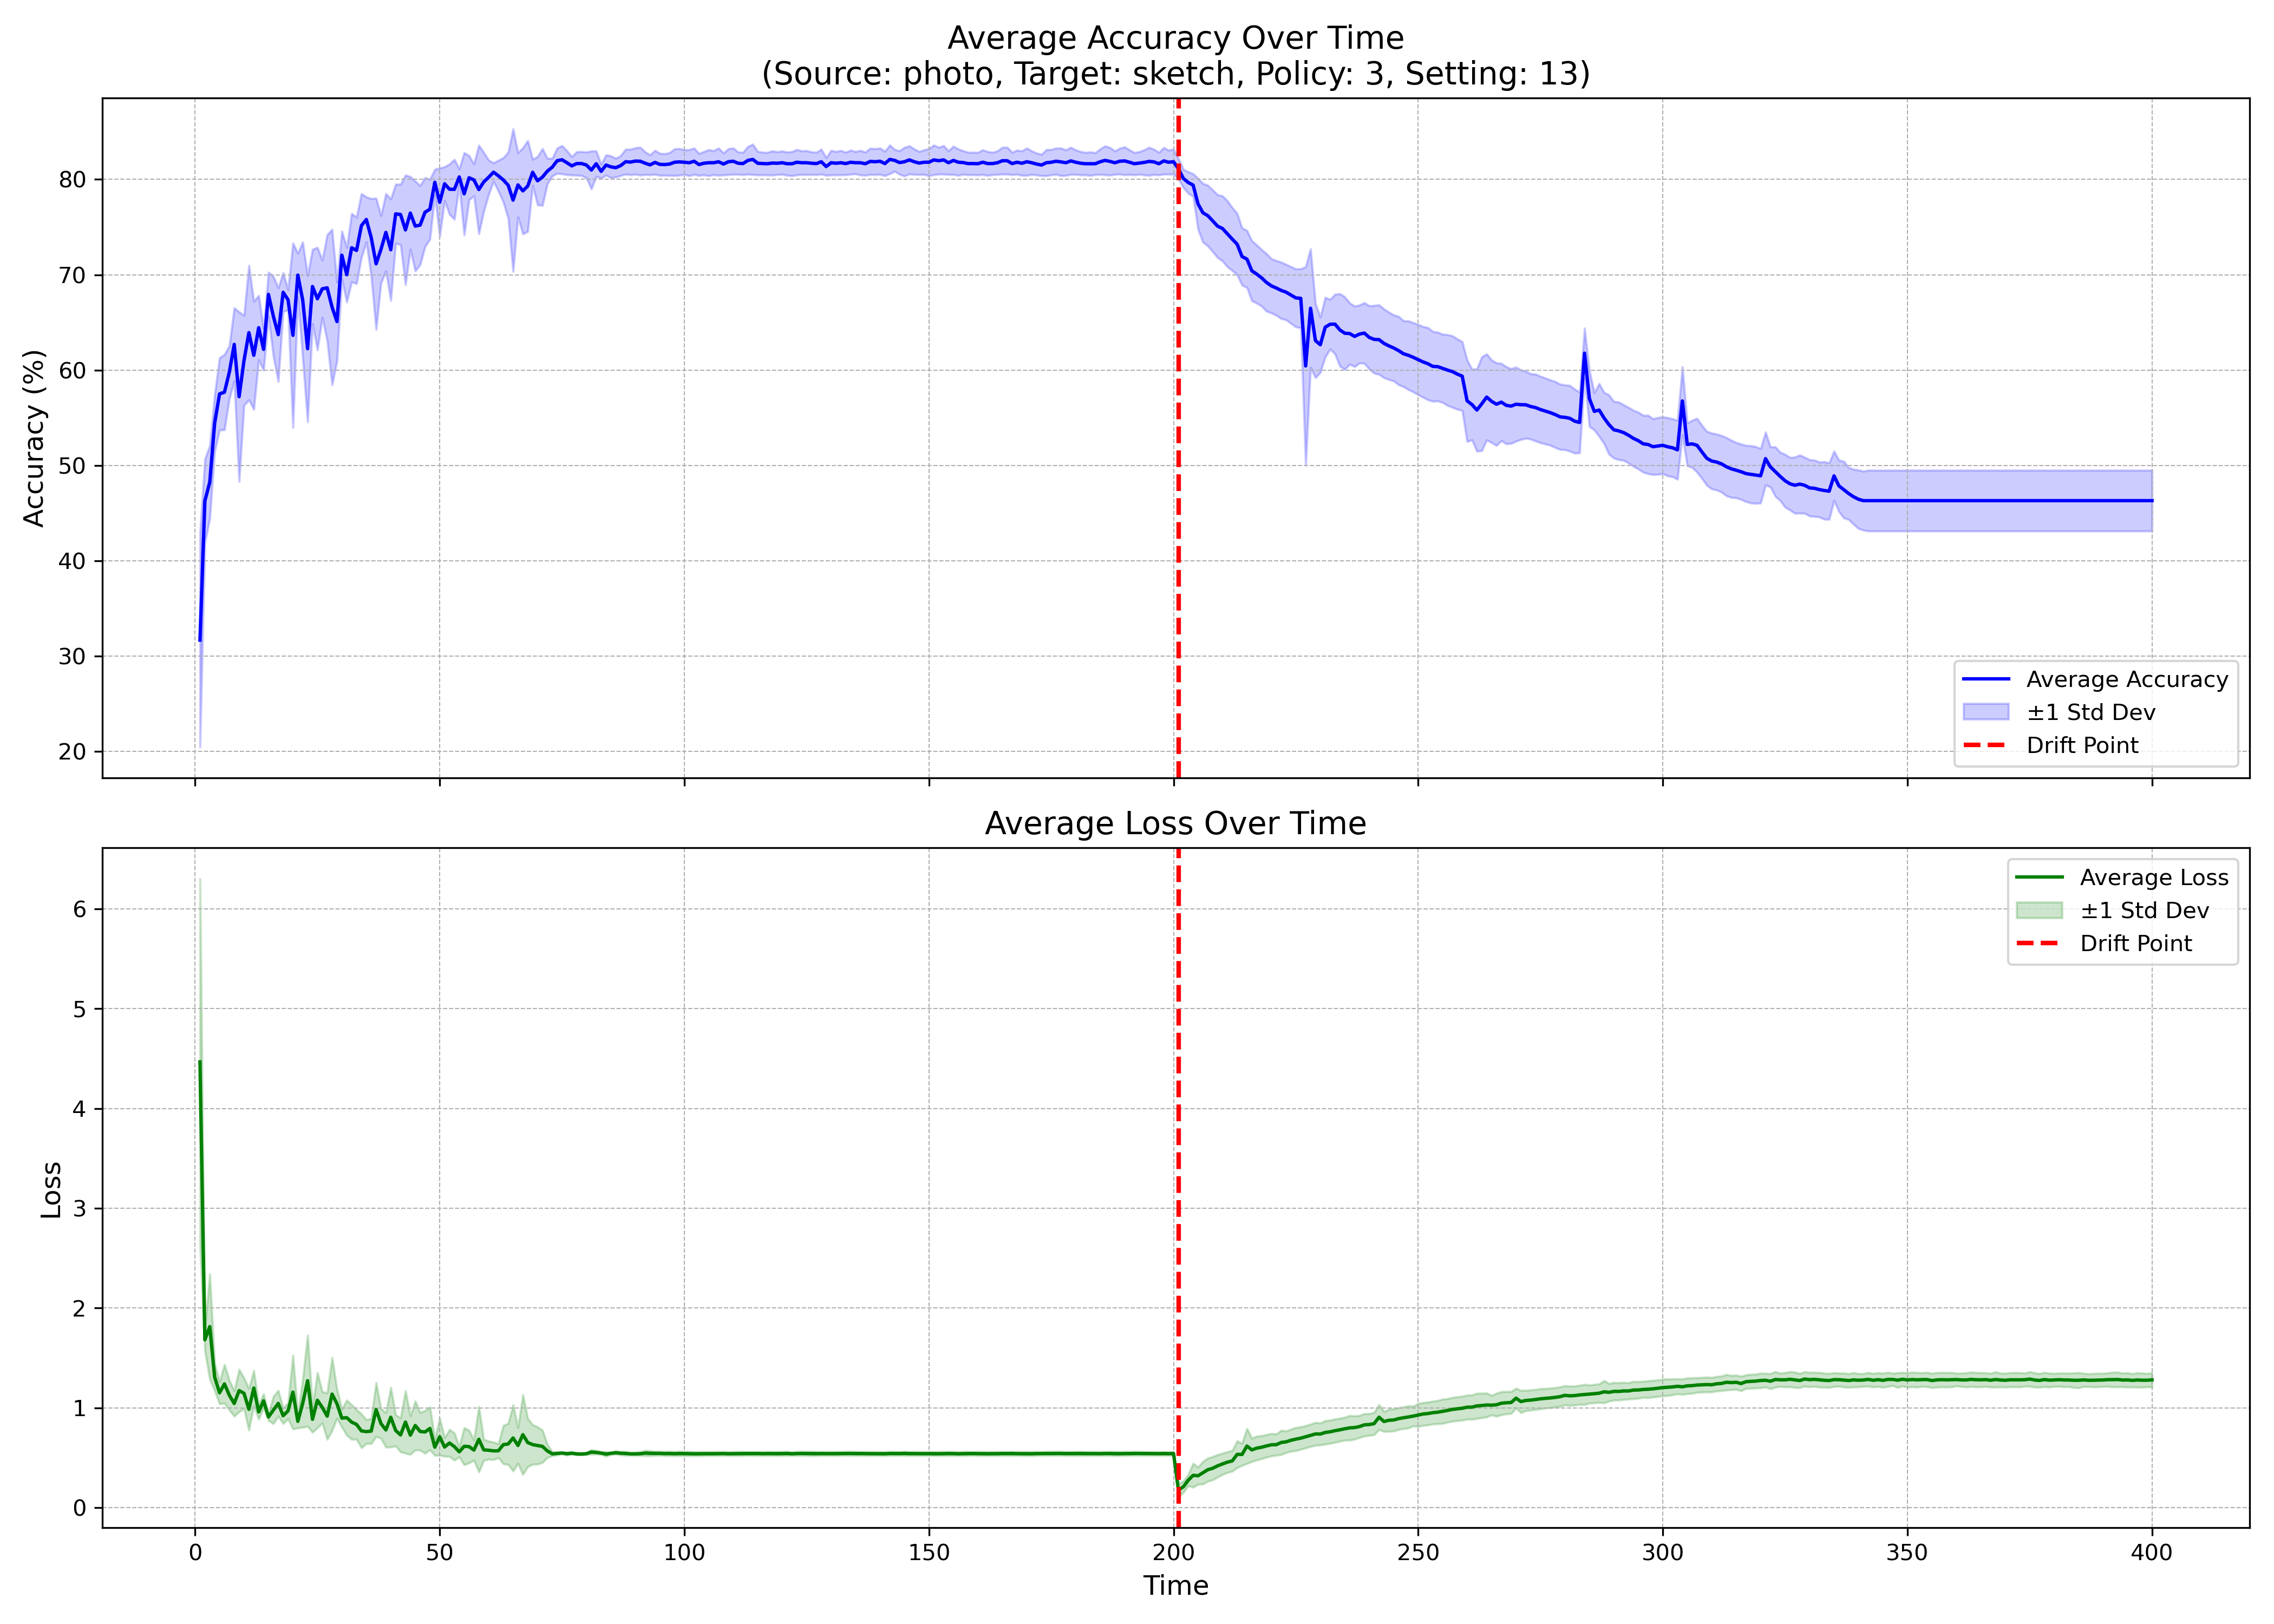 Average Accuracy Over Time
(Source: photo, Target: sketch, Policy: 3, Setting: 13)
Accuracy (%)
80
70
60
50
40
30
20
Average Accuracy
±1 Std Dev
Drift Point
Average Loss Over Time
Loss
6
5
4
3
2
1
0
Average Loss
±1 Std Dev
Drift Point
0 50 100 150 200 250 300 350 400
Time